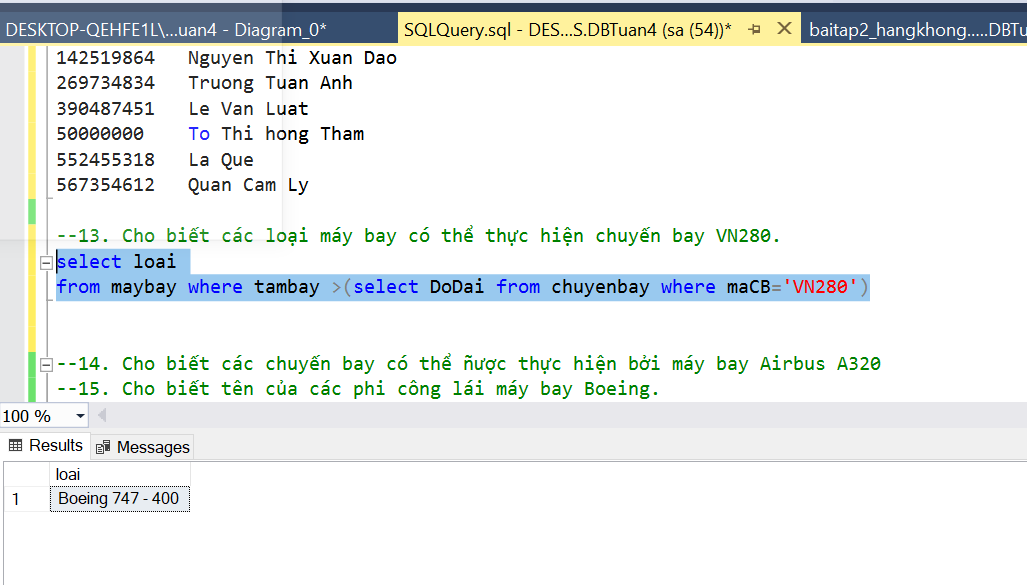 DESKTOP-QEHFE1L\...uan4 - Diagram_0*
SQLQuery.sql - DES...S.DBTuan4 (sa (54))*
baitap2_hangkhong.....DBTu
142519864 Nguyen Thi Xuan Dao
269734834 Truong Tuan Anh
390487451 Le Van Luat
50000000 To Thi hong Tham
552455318 La Que
567354612 Quan Cam Ly
--13. Cho biết các loại máy bay có thể thực hiện chuyến bay VN280.
select loai
from maybay where tambay >(select DoDai from chuyenbay where maCB='VN280')
--14. Cho biết các chuyến bay có thể ñược thực hiện bởi máy bay Airbus A320
--15. Cho biết tên của các phi công lái máy bay Boeing.
100 %
Results Messages
loai
1 Boeing 747 - 400